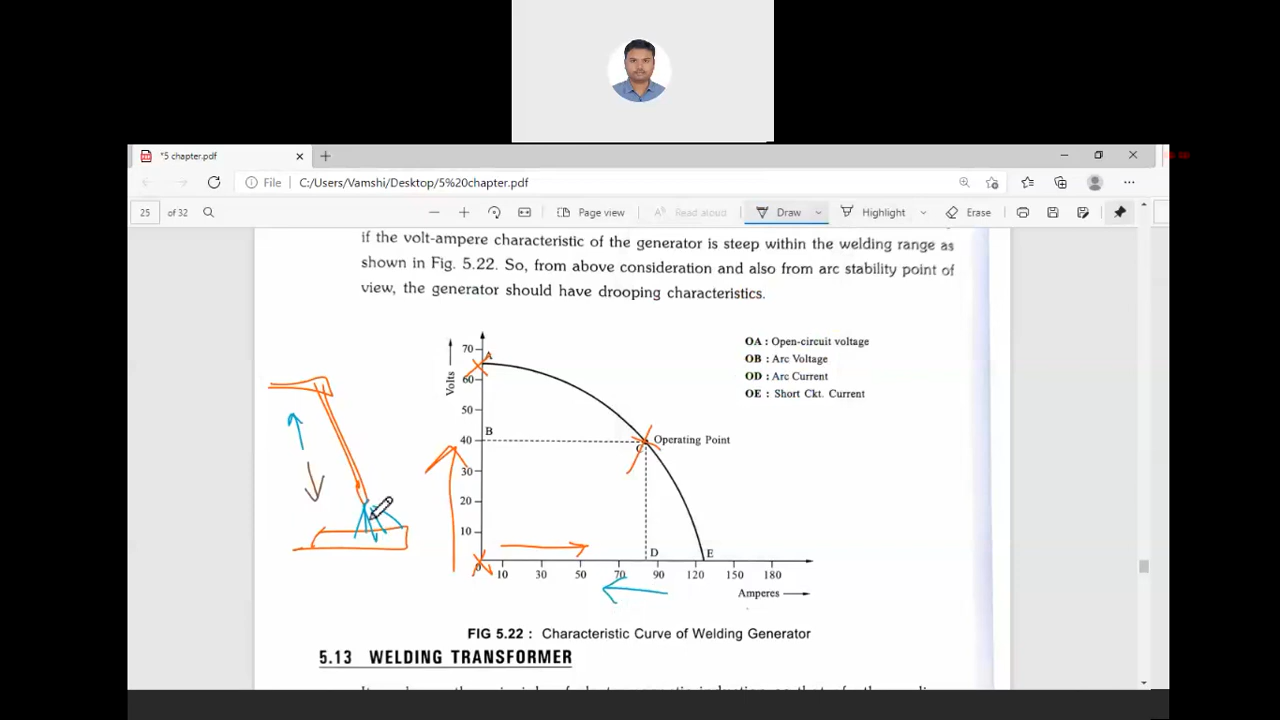 *5 chapter.pdf
File C:/Users/Vamshi/Desktop/5%20chapter.pdf
25 of 32 Page view Read aloud Draw Highlight Erase
if the volt-ampere characteristic of the generator is steep within the welding range as
shown in Fig. 5.22. So, from above consideration and also from arc stability point of
view, the generator should have drooping characteristics.
70
A
60
50
40
30
20
10
0
Volts
B
C
Operating Point
D
E
10 30 50 70 90 120 150 180
Amperes
OA : Open-circuit voltage
OB : Arc Voltage
OD : Arc Current
OE : Short Ckt. Current
FIG 5.22 : Characteristic Curve of Welding Generator
5.13 WELDING TRANSFORMER